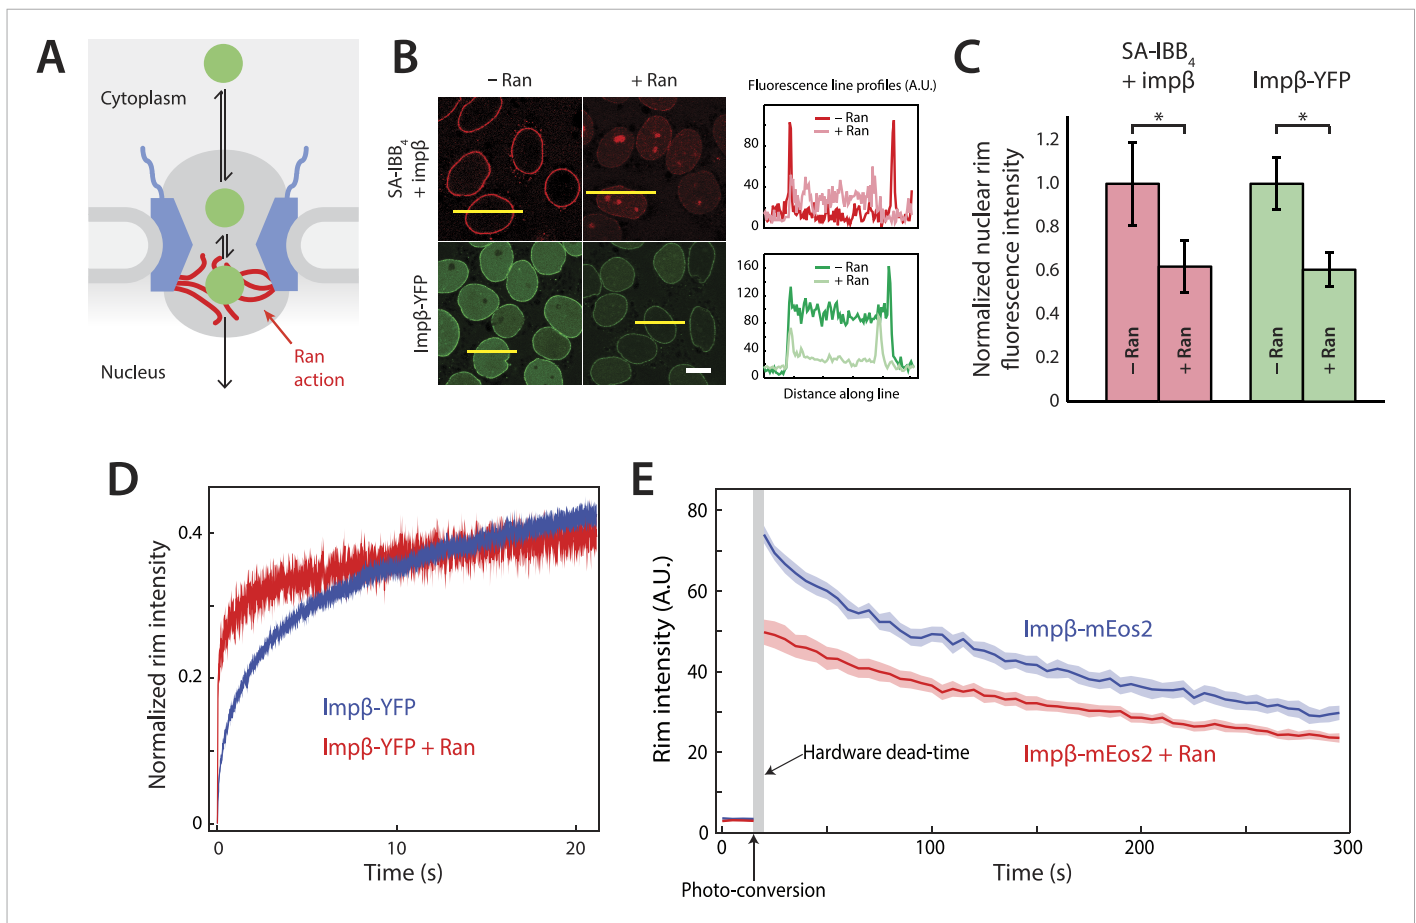 A
Cytoplasm
Nucleus
Ran
action
B
– Ran
+ Ran
SA-IBB4
+ impβ
Impβ-YFP
Fluorescence line profiles (A.U.)
– Ran
+ Ran
120
80
40
0
– Ran
+ Ran
160
120
80
40
0
Distance along line
C
SA-IBB4
+ impβ
Impβ-YFP
*
*
Normalized nuclear rim
fluorescence intensity
1.2
1.0
0.8
0.6
0.4
0.2
0
– Ran
+ Ran
– Ran
+ Ran
D
Normalized rim intensity
0.4
0.2
0
Impβ-YFP
Impβ-YFP + Ran
0
10
20
Time (s)
E
Rim intensity (A.U.)
80
60
40
20
0
Impβ-mEos2
Impβ-mEos2 + Ran
Hardware dead-time
0
100
200
300
Time (s)
Photo-conversion